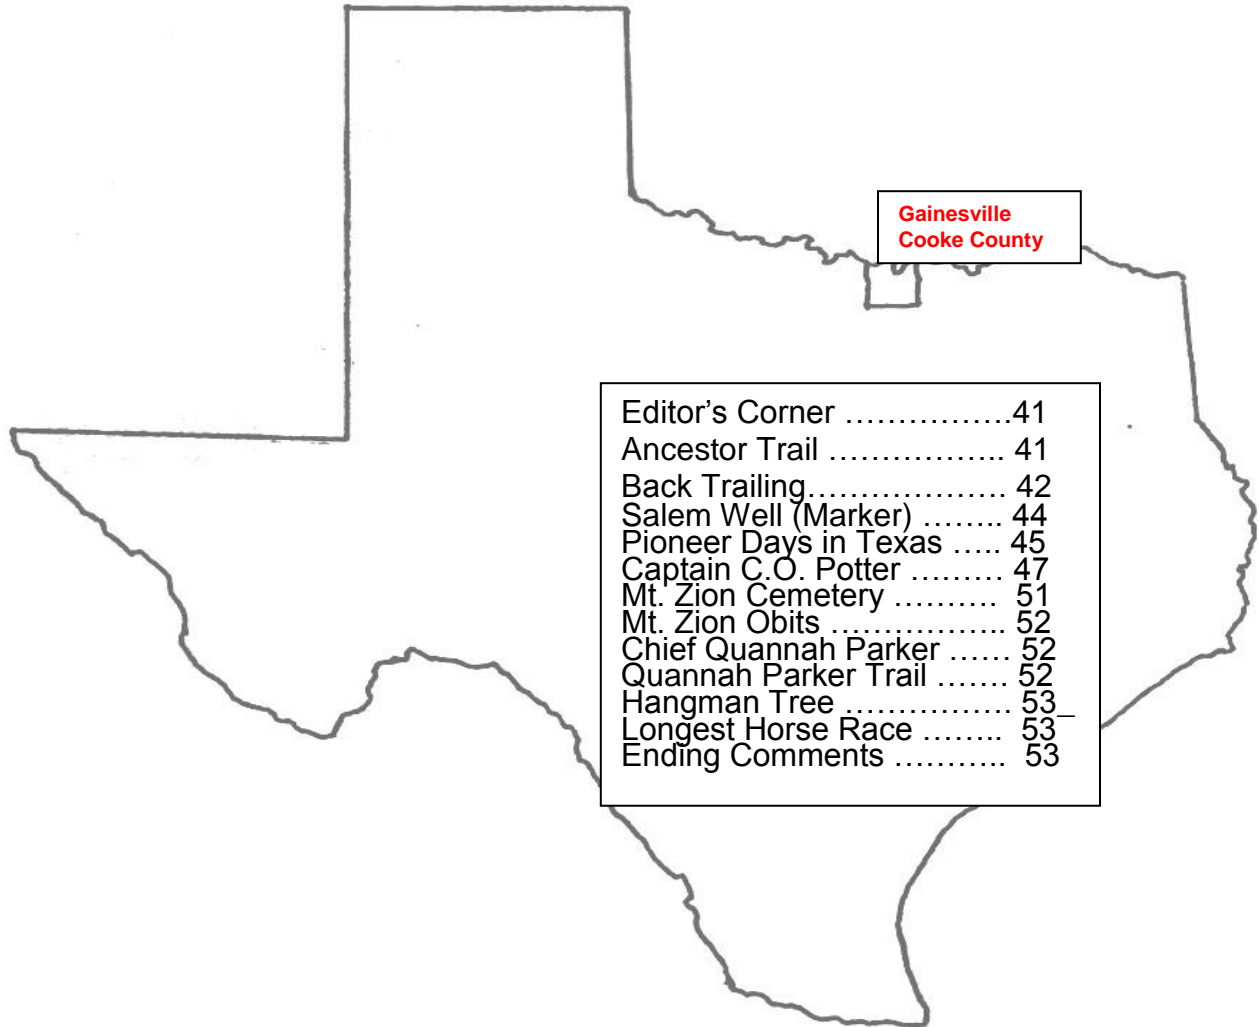 Gainesville
Cooke County
Editor’s Corner …………….41
Ancestor Trail …………….. 41
Back Trailing……………….. 42
Salem Well (Marker) …….. 44
Pioneer Days in Texas ….. 45
Captain C.O. Potter ……… 47
Mt. Zion Cemetery ………. 51
Mt. Zion Obits …………….. 52
Chief Quannah Parker …… 52
Quannah Parker Trail ……. 52
Hangman Tree ……………. 53_
Longest Horse Race …….. 53
Ending Comments ……….. 53